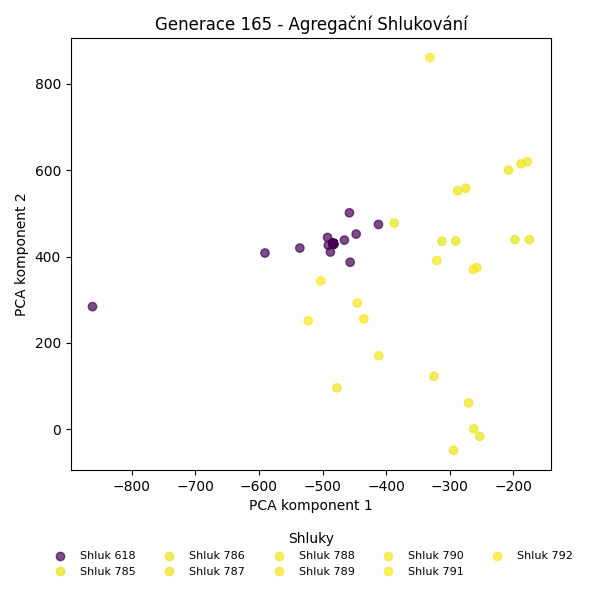 Generace 165 - Agregační Shlukování
PCA komponent 2
800
600
400
200
0
−800 −700 −600 −500 −400 −300 −200
PCA komponent 1
Shluky
Shluk 618 Shluk 786 Shluk 788 Shluk 790 Shluk 792
Shluk 785 Shluk 787 Shluk 789 Shluk 791